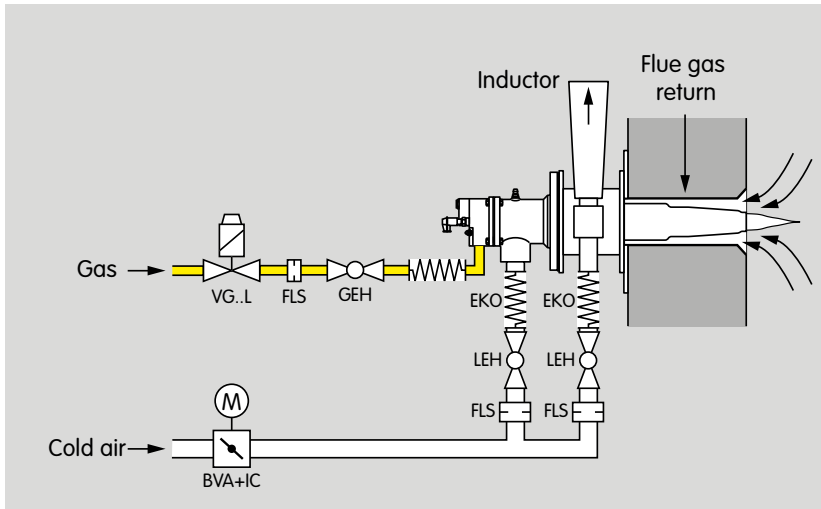 Inductor
Flue gas
return
Gas
VG..L
FLS
GEH
EKO
EKO
LEH
LEH
FLS
FLS
M
Cold air
BVA+IC